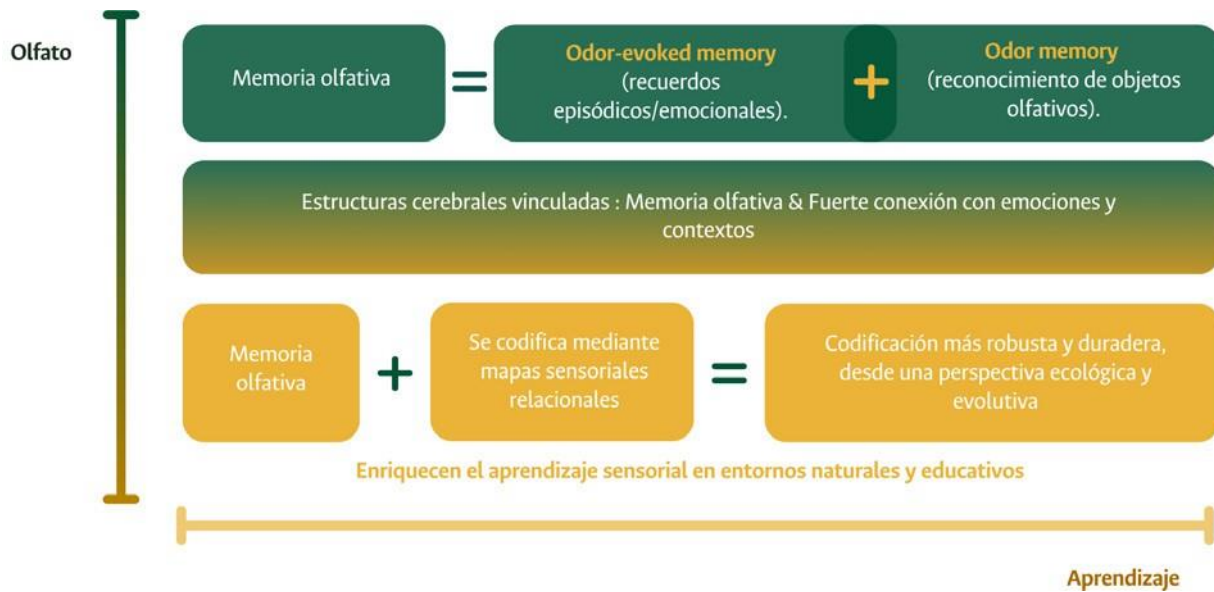 Olfato
Memoria olfativa
=
Odor-evoked memory
(recuerdos
episódicos/emocionales).
+
Odor memory
(reconocimiento de objetos
olfativos).
Estructuras cerebrales vinculadas : Memoria olfativa & Fuerte conexión con emociones y
contextos
Memoria
olfativa
+
Se codifica mediante
mapas sensoriales
relacionales
=
Codificación más robusta y duradera,
desde una perspectiva ecológica y
evolutiva
Enriquecen el aprendizaje sensorial en entornos naturales y educativos
Aprendizaje